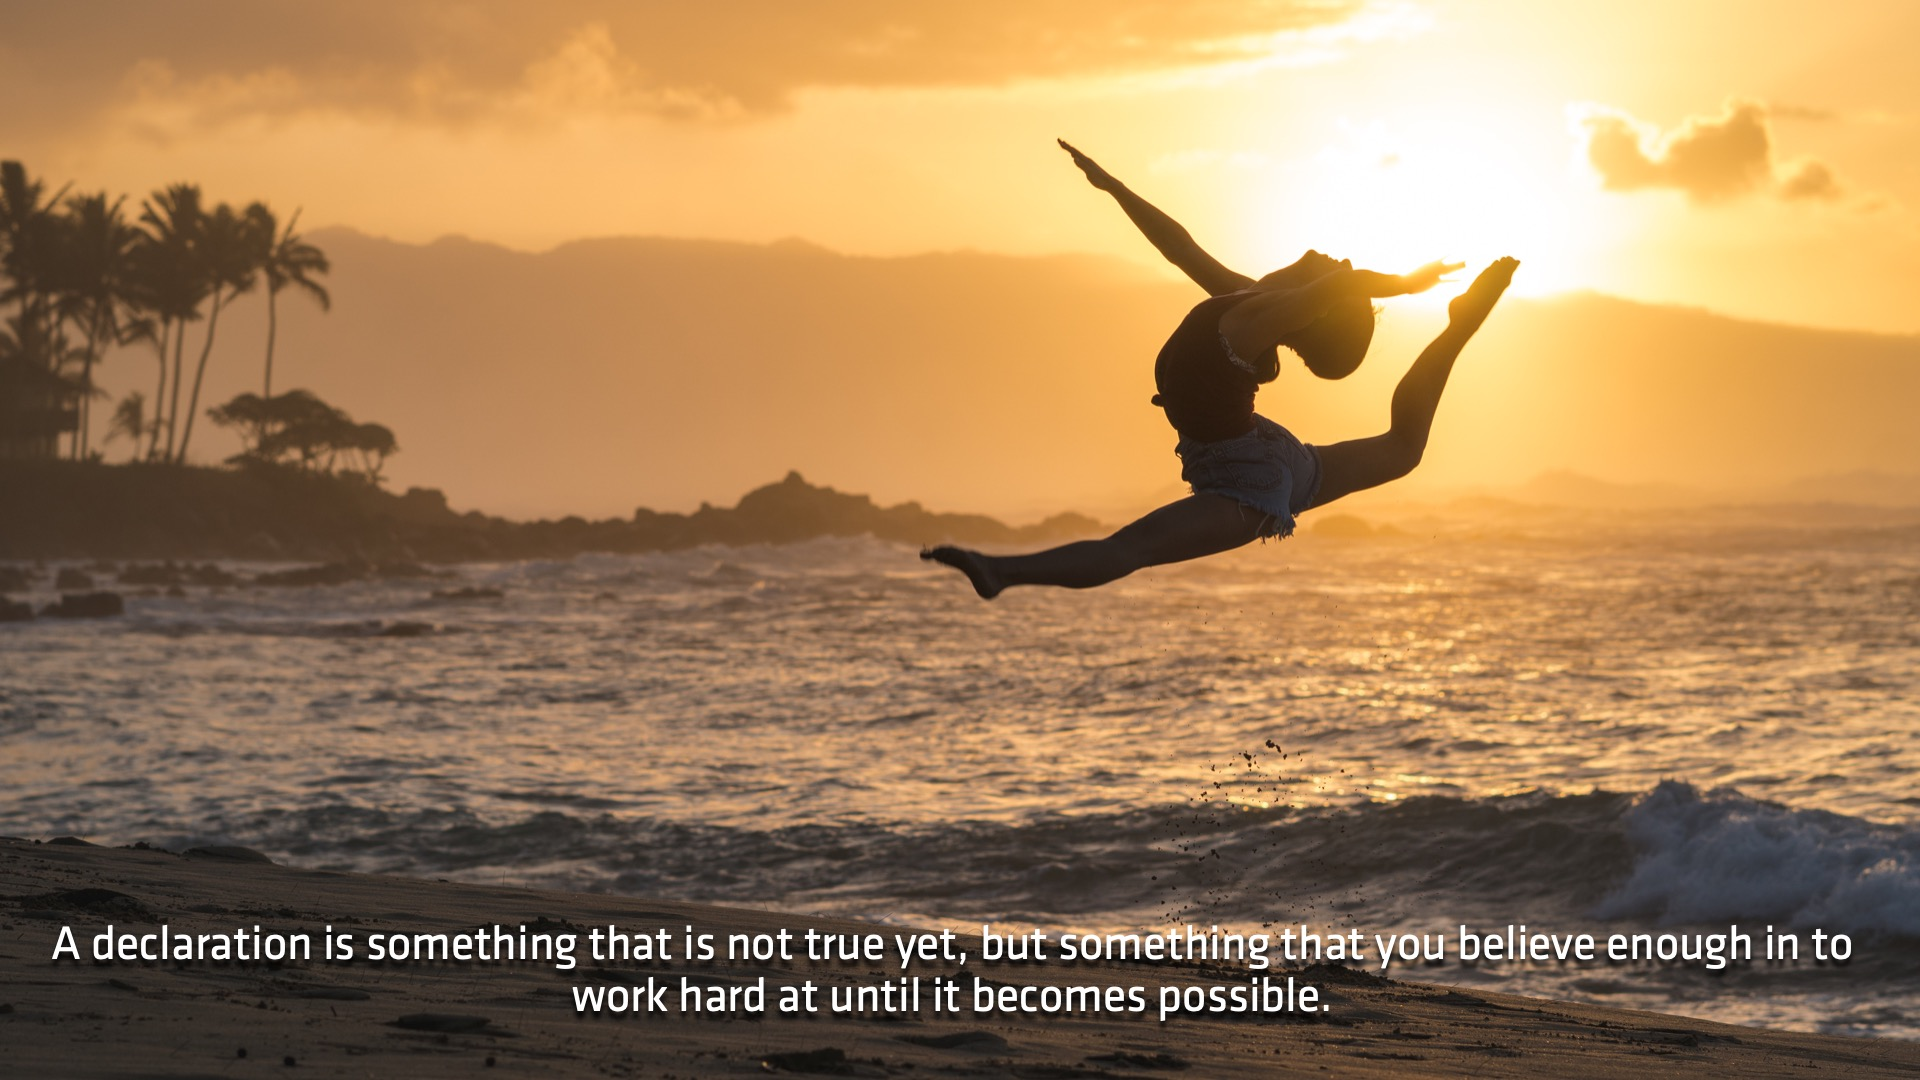 A declaration is something that is not true yet, but something that you believe enough in to
work hard at until it becomes possible.